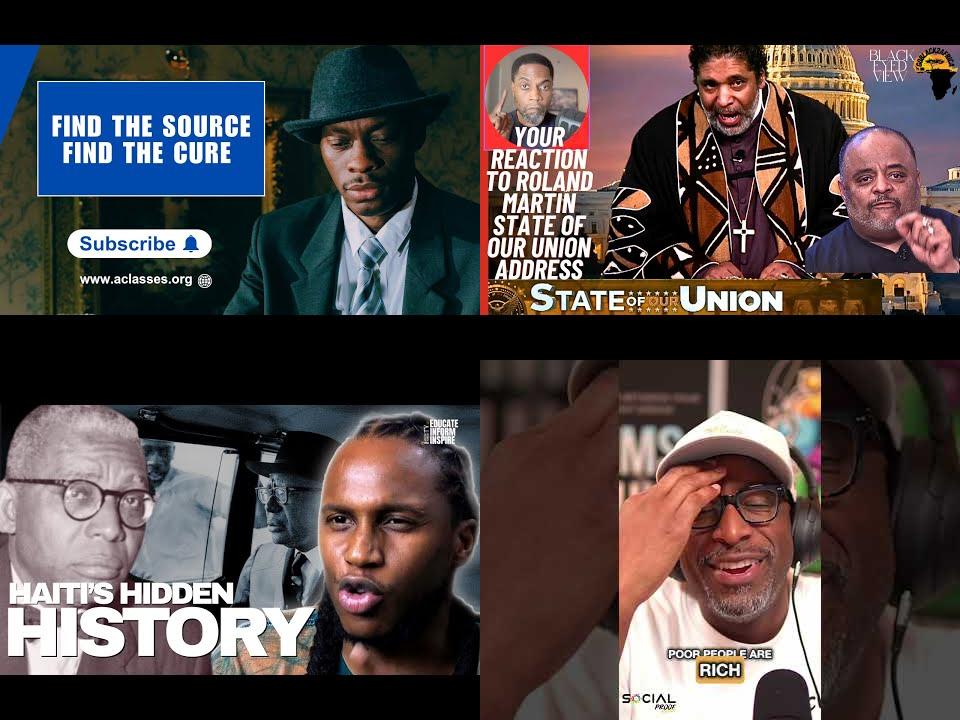 FIND THE SOURCE
FIND THE CURE
Subscribe
www.aclasses.org
YOUR
REACTION
TO ROLAND
MARTIN
STATE OF
OUR UNION
ADDRESS
BLACK
EYED
VIEW
STATE OF OUR UNION
EDUCATE
INFORM
INSPIRE
HAITI'S HIDDEN
HISTORY
MS
POOR PEOPLE ARE
RICH
SOCIAL
PROOF